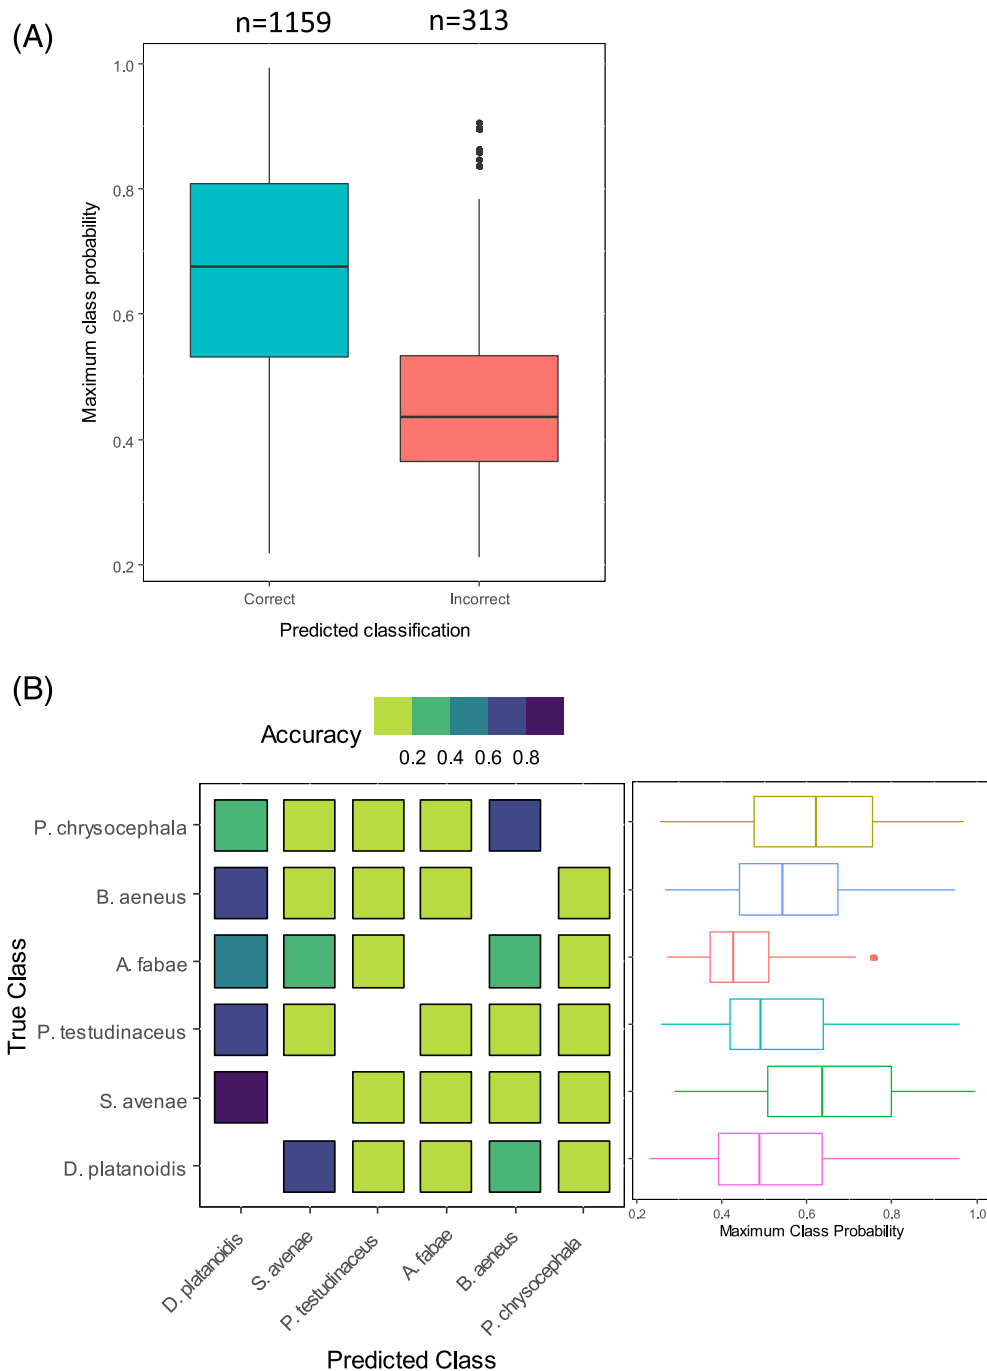 (A)
n=1159 n=313
1.0
0.8
0.6
0.4
0.2
Maximum class probability
Correct Incorrect
Predicted classification
(B)
Accuracy
0.2 0.4 0.6 0.8
True Class
P. chrysocephala
B. aeneus
A. fabae
P. testudinaceus
S. avenae
D. platanoidis
D. platanoidis
S. avenae
P. testudinaceus
A. fabae
B. aeneus
P. chrysocephala
Predicted Class
0.2 0.4 0.6 0.8 1.0
Maximum Class Probability